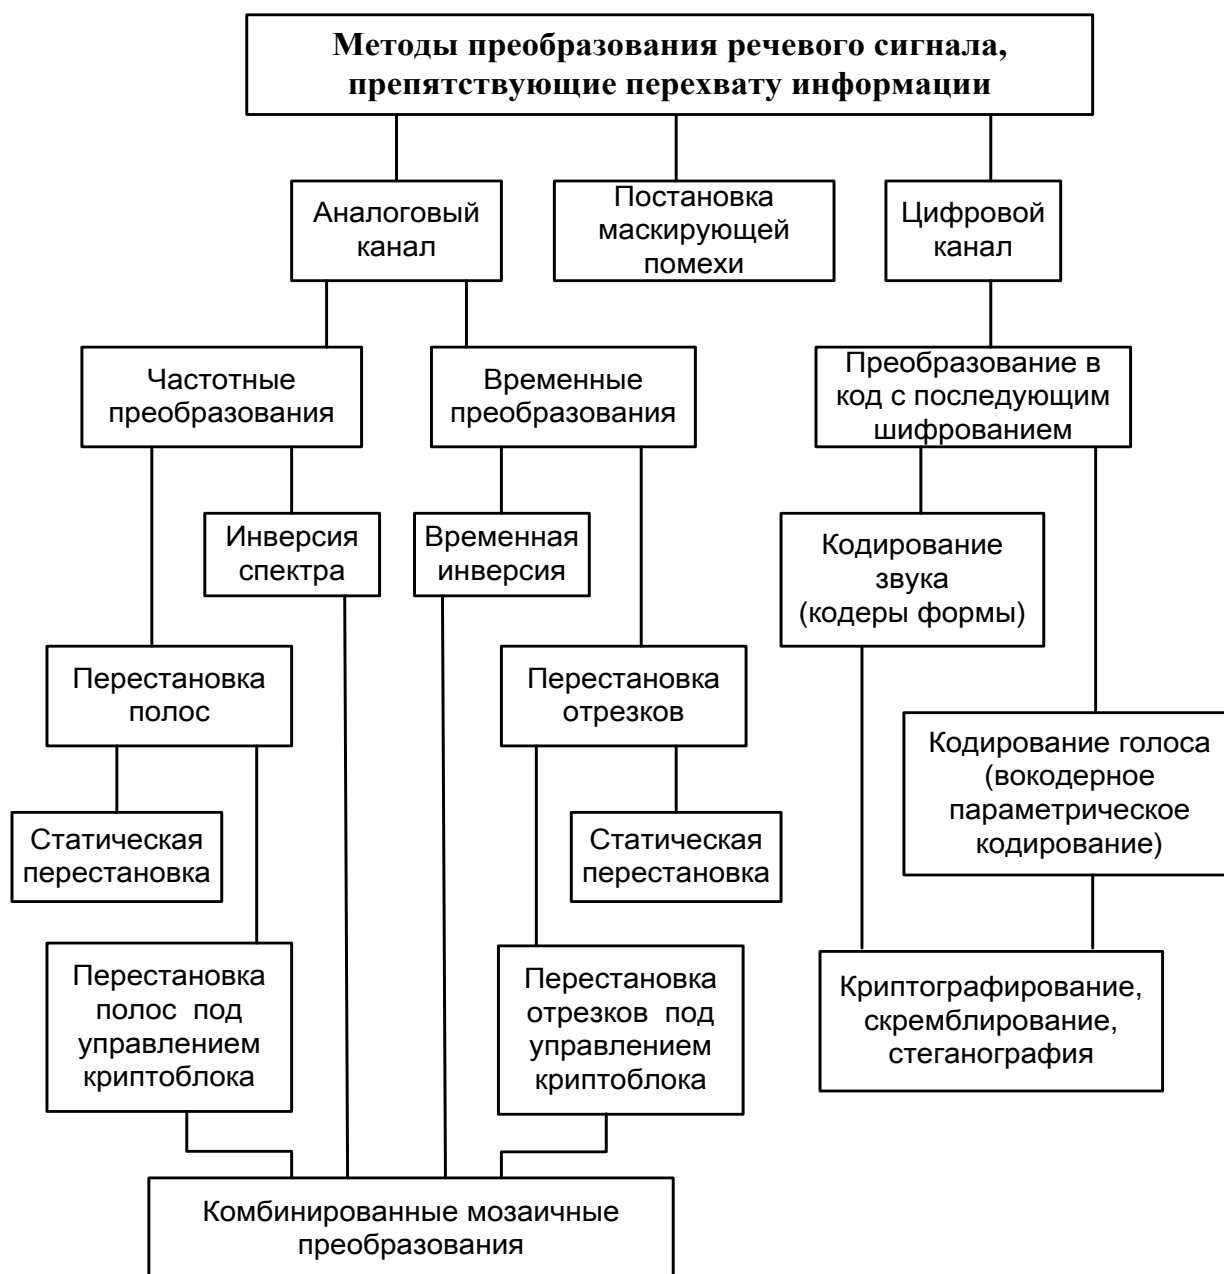 Методы преобразования речевого сигнала,
препятствующие перехвату информации
Аналоговый
канал
Постановка
маскирующей
помехи
Цифровой
канал
Частотные
преобразования
Временные
преобразования
Преобразование в
код с последующим
шифрованием
Инверсия
спектра
Временная
инверсия
Кодирование
звука
(кодеры формы)
Перестановка
полос
Перестановка
отрезков
Кодирование голоса
(вокодерное
параметрическое
кодирование)
Статическая
перестановка
Статическая
перестановка
Перестановка
полос под
управлением
криптоблока
Перестановка
отрезков под
управлением
криптоблока
Криптографирование,
скремблирование,
стеганография
Комбинированные мозаичные
преобразования